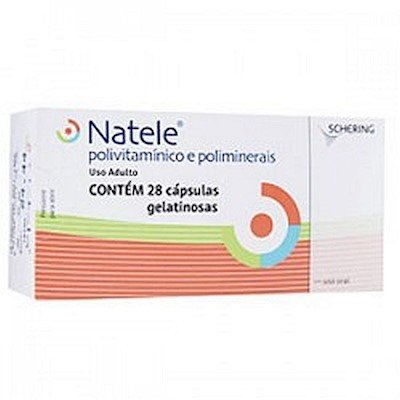 Natele®
polivitamínico e poliminerais
Uso Adulto
CONTÉM 28 cápsulas
gelatinosas
SCHERING